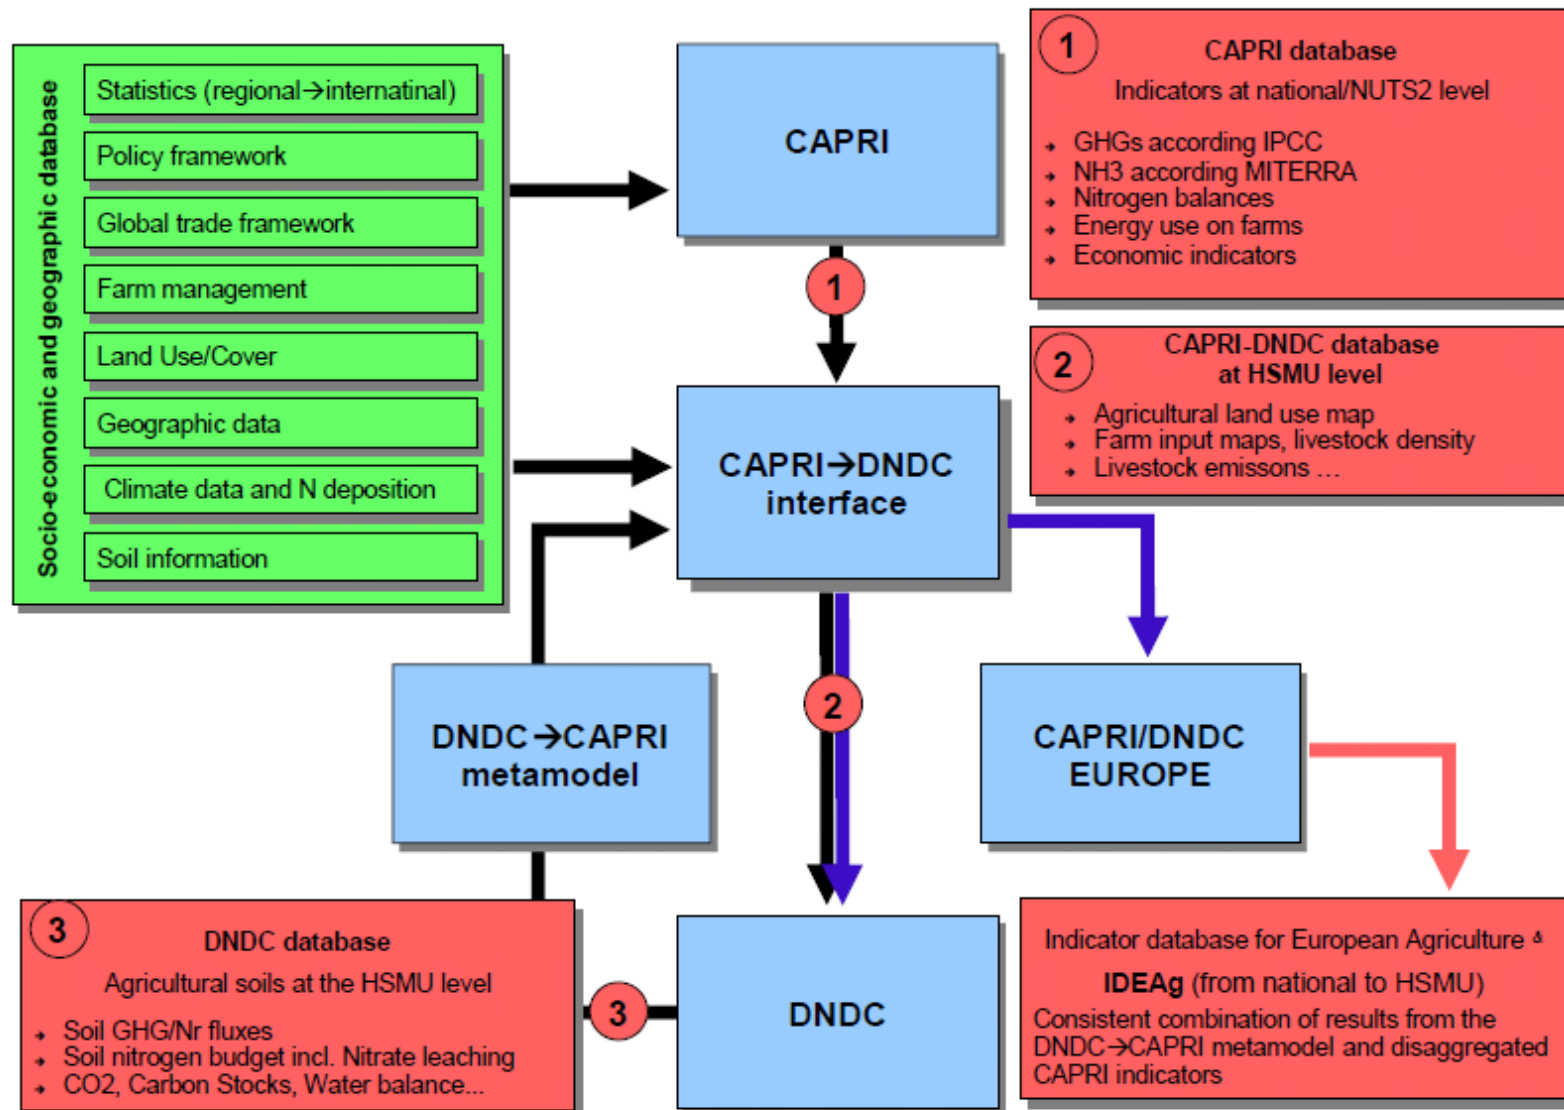 Socio-economic and geographic database
Statistics (regional→internatinal)
Policy framework
Global trade framework
Farm management
Land Use/Cover
Geographic data
Climate data and N deposition
Soil information
CAPRI
1
CAPRI→DNDC
interface
2
DNDC→CAPRI
metamodel
CAPRI/DNDC
EUROPE
DNDC
3
1
CAPRI database
Indicators at national/NUTS2 level
→ GHGs according IPCC
→ NH3 according MITERRA
→ Nitrogen balances
→ Energy use on farms
→ Economic indicators
2
CAPRI-DNDC database
at HSMU level
→ Agricultural land use map
→ Farm input maps, livestock density
→ Livestock emissons ...
3
DNDC database
Agricultural soils at the HSMU level
→ Soil GHG/Nr fluxes
→ Soil nitrogen budget incl. Nitrate leaching
→ CO2, Carbon Stocks, Water balance...
Indicator database for European Agriculture
IDEAg (from national to HSMU)
Consistent combination of results from the
DNDC→CAPRI metamodel and disaggregated
CAPRI indicators